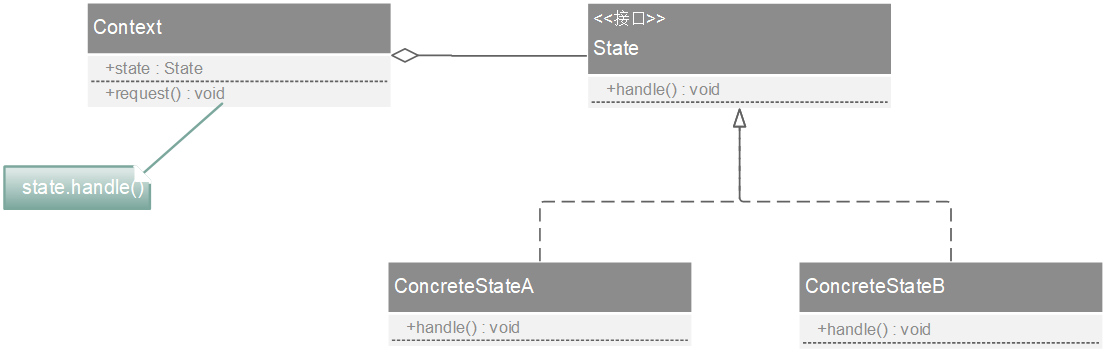 Context
+state : State
+request() : void
<<接口>>
State
+handle() : void
state.handle()
ConcreteStateA
+handle() : void
ConcreteStateB
+handle() : void